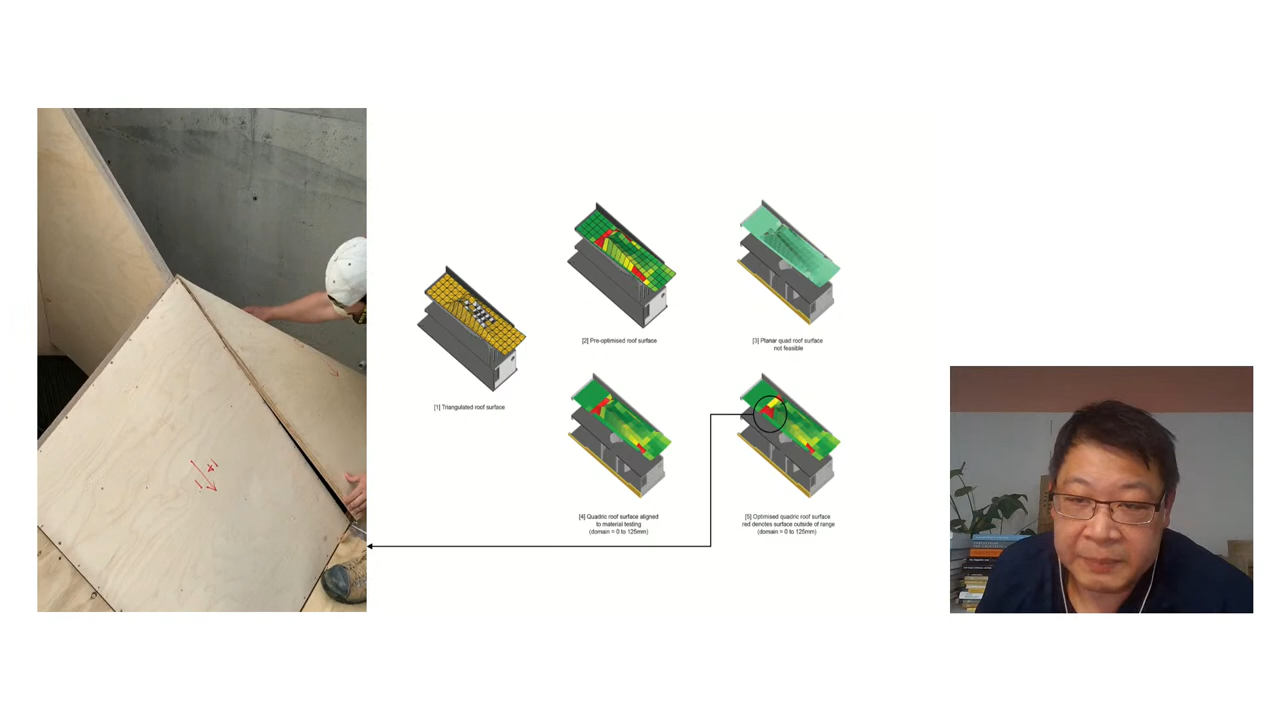 [1] Triangulated roof surface
[2] Pre-optimised roof surface
[3] Planar quad roof surface
not feasible
[4] Quadric roof surface aligned
to material testing
(domain = 0 to 125mm)
[5] Optimised quadric roof surface
red denotes surface outside of range
(domain = 0 to 125mm)